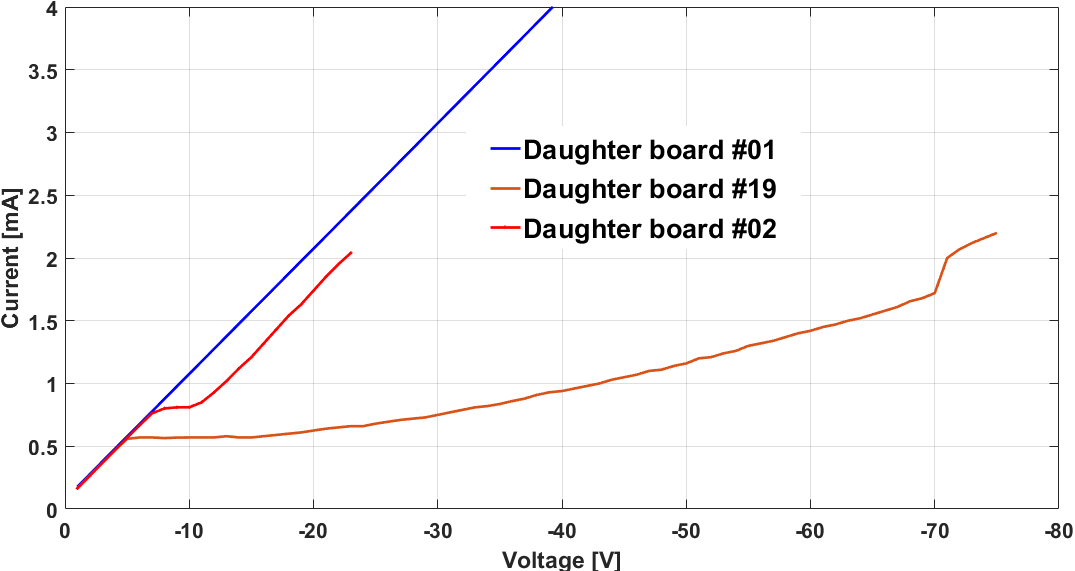 4
3.5
3
2.5
2
1.5
1
0.5
0
Current [mA]
Daughter board #01
Daughter board #19
Daughter board #02
0 -10 -20 -30 -40 -50 -60 -70 -80
Voltage [V]